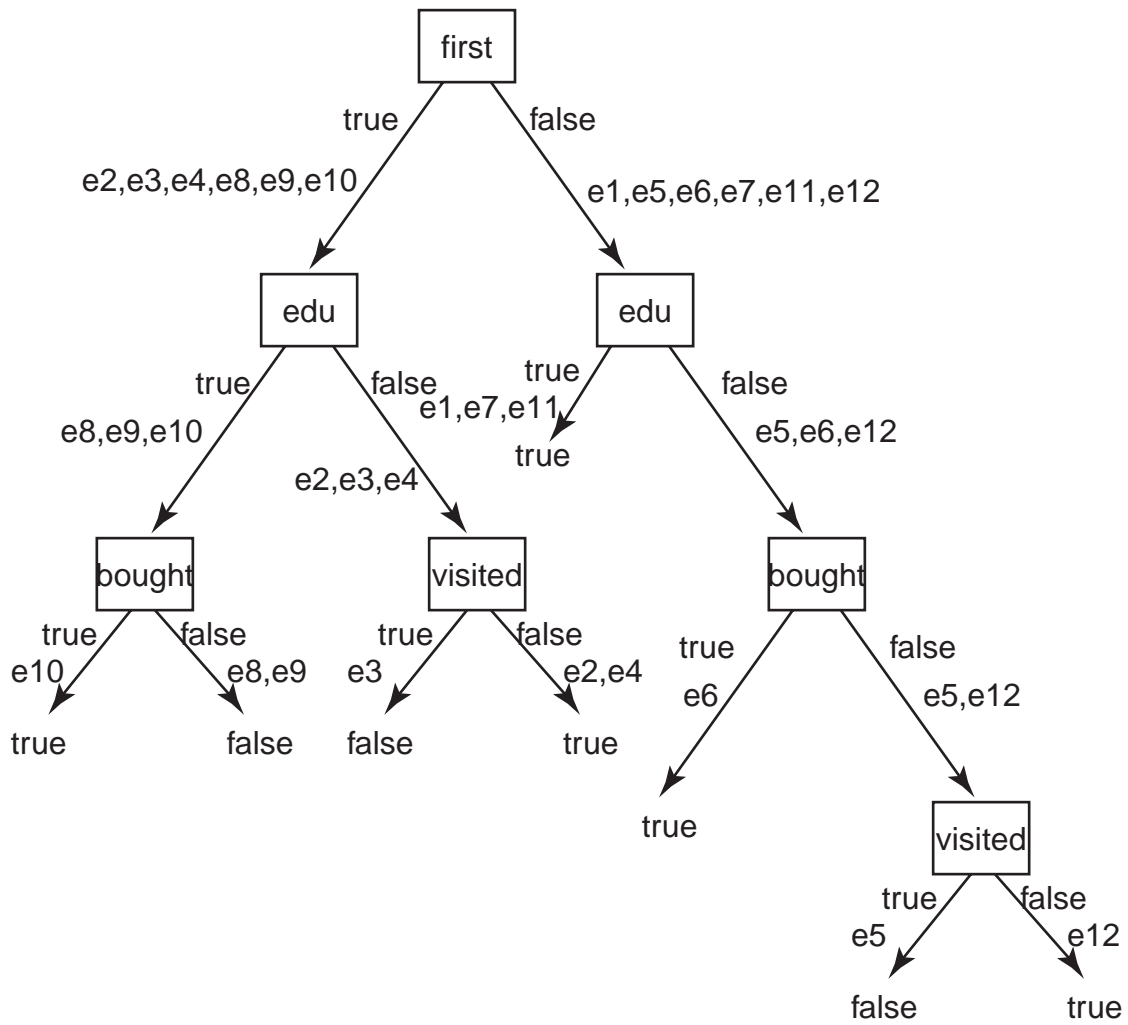 first
true
false
e2,e3,e4,e8,e9,e10
e1,e5,e6,e7,e11,e12
edu
edu
true
false
true
false
e1,e7,e11
e8,e9,e10
e5,e6,e12
true
e2,e3,e4
bought
visited
bought
true
false
true
false
true
false
e10
e8,e9
e3
e2,e4
e6
e5,e12
true
false
false
true
true
visited
true
false
e5
e12
false
true